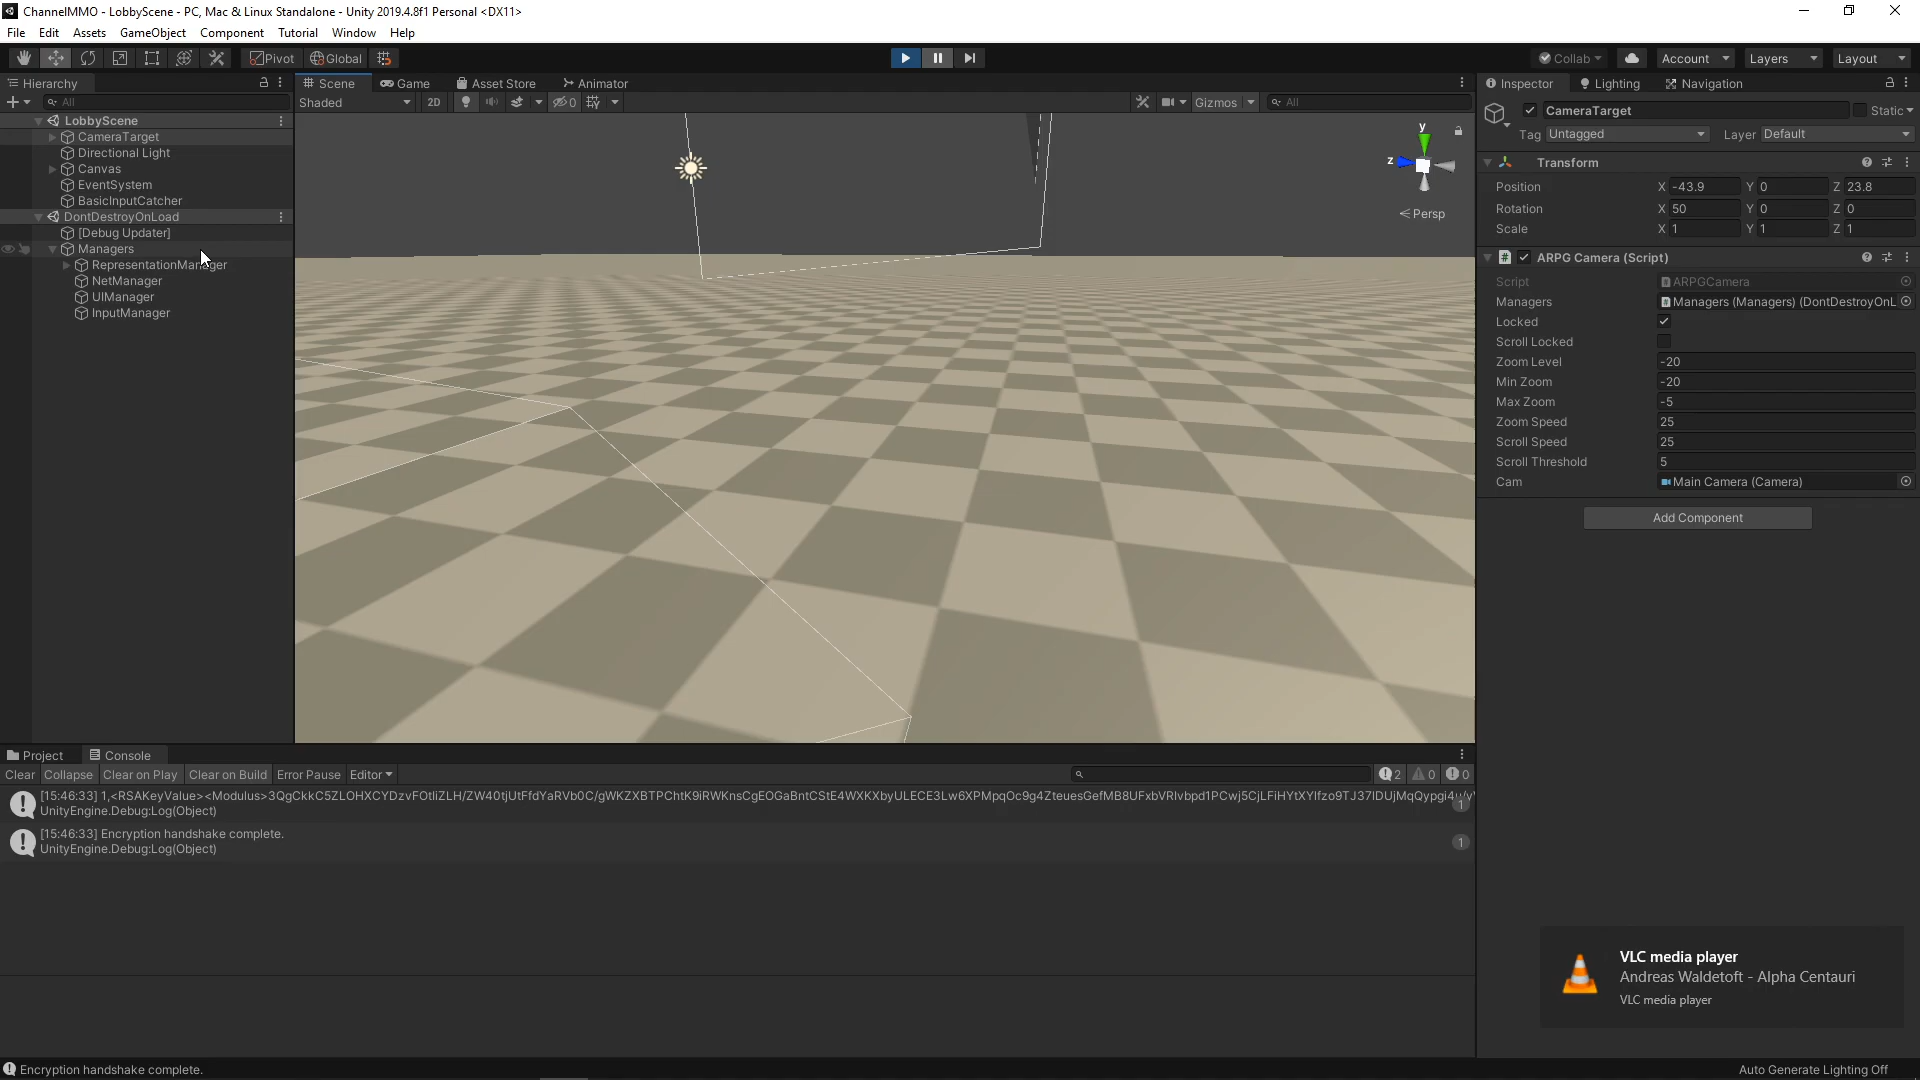 ChannelMMO - LobbyScene - PC, Mac & Linux Standalone - Unity 2019.4.8f1 Personal <DX11>
File Edit Assets GameObject Component Tutorial Window Help
Pivot Global Collab Account Layers Layout
Hierarchy Scene Game Asset Store Animator Inspector Lighting Navigation
All Shaded 2D 0 Gizmos All CameraTarget Static
Tag Untagged Layer Default
LobbyScene
CameraTarget
Directional Light
Canvas
EventSystem
BasicInputCatcher
DontDestroyOnLoad
[Debug Updater]
Managers
RepresentationManager
NetManager
UIManager
InputManager
y
z
Persp
Transform
Position X -43.9 Y 0 Z 23.8
Rotation X 50 Y 0 Z 0
Scale X 1 Y 1 Z 1
# ARPG Camera (Script)
Script ARPGCamera
Managers Managers (Managers) (DontDestroyOnL
Locked
Scroll Locked
Zoom Level -20
Min Zoom -20
Max Zoom -5
Zoom Speed 25
Scroll Speed 25
Scroll Threshold 5
Cam Main Camera (Camera)
Add Component
Project Console
Clear Collapse Clear on Play Clear on Build Error Pause Editor 2 0 0
UnityEngine.Debug:Log(Object)
1
[15:46:33] Encryption handshake complete.
UnityEngine.Debug:Log(Object)
1
VLC media player
Andreas Waldetoft - Alpha Centauri
VLC media player
Encryption handshake complete.
Auto Generate Lighting Off